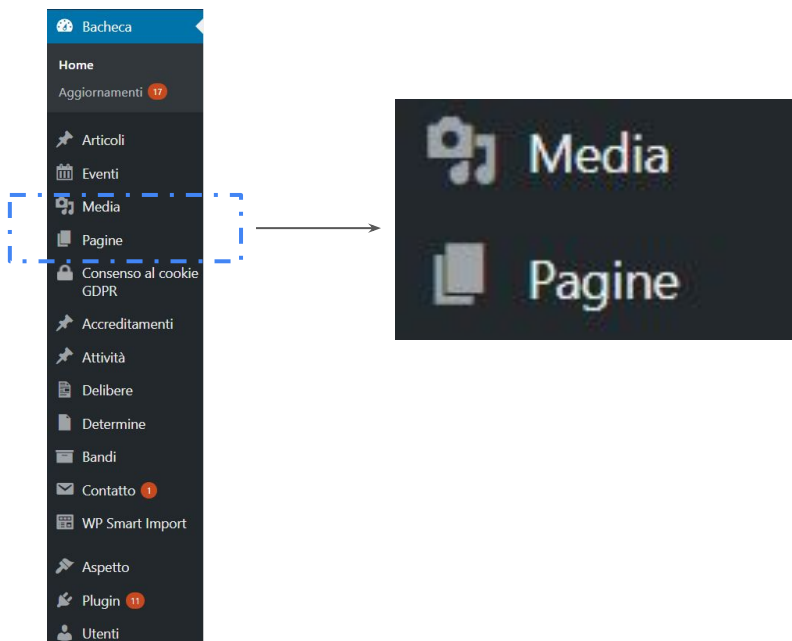 Bacheca
Home
Aggiornamenti 17
Articoli
Eventi
Media
Pagine
Consenso al cookie
GDPR
Accreditamenti
Attività
Delibere
Determine
Bandi
Contatto 1
WP Smart Import
Aspetto
Plugin 11
Utenti
Media
Pagine